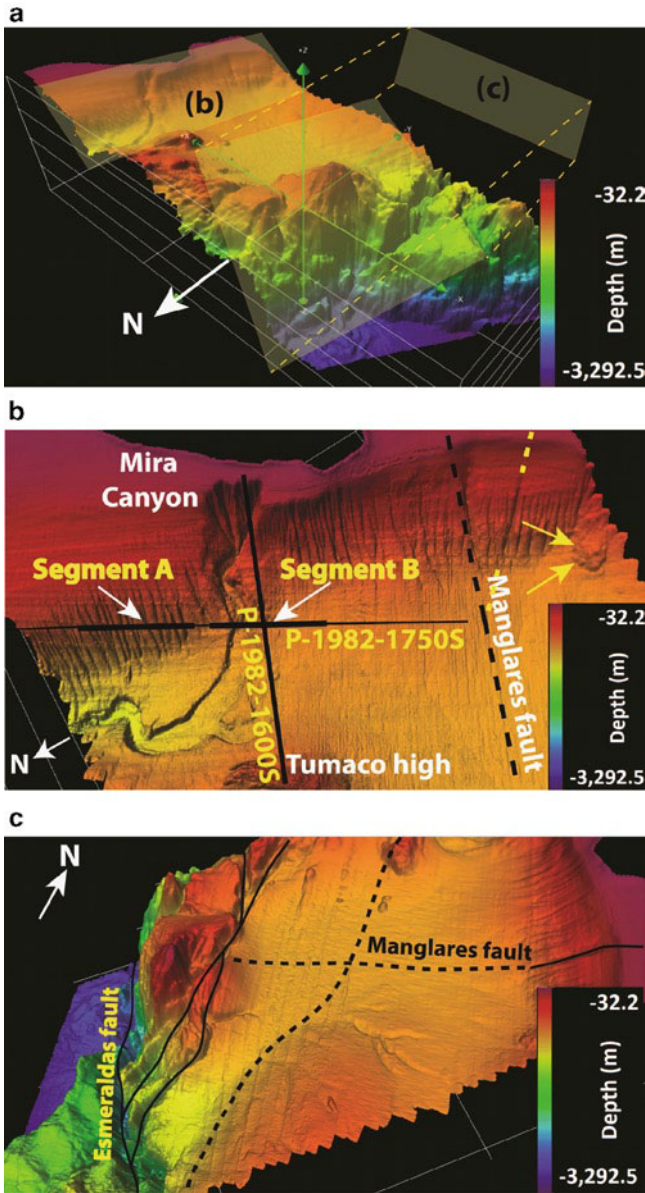 a
(b)
(c)
+Z
-X
N
-32.2
Depth (m)
-3,292.5
b
Mira
Canyon
Segment A
Segment B
P-1982-1750S
P-1982-1600S
Manglares fault
Tumaco high
N
-32.2
Depth (m)
-3,292.5
c
N
Manglares fault
Esmeraldas fault
-32.2
Depth (m)
-3,292.5